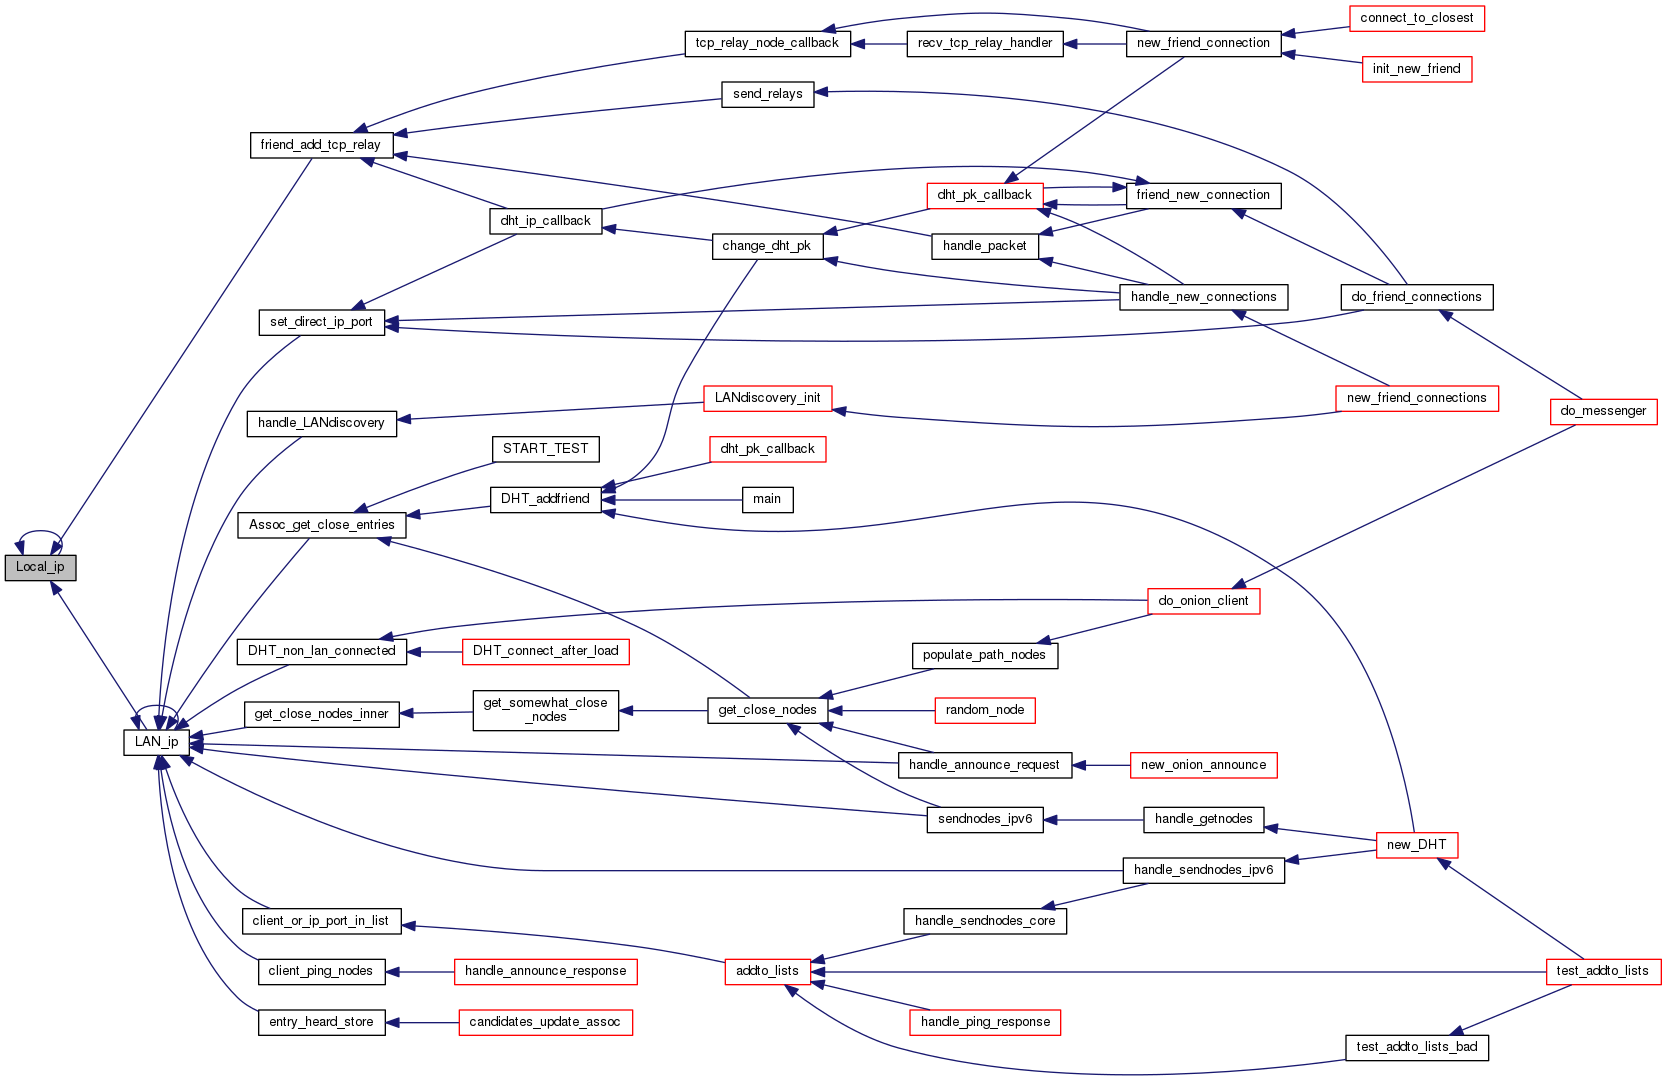 connect_to_closest
tcp_relay_node_callback
recv_tcp_relay_handler
new_friend_connection
init_new_friend
send_relays
friend_add_tcp_relay
dht_pk_callback
friend_new_connection
dht_ip_callback
change_dht_pk
handle_packet
handle_new_connections
do_friend_connections
set_direct_ip_port
LANdiscovery_init
new_friend_connections
do_messenger
handle_LANdiscovery
START_TEST
dht_pk_callback
DHT_addfriend
main
Assoc_get_close_entries
Local_ip
do_onion_client
DHT_non_lan_connected
DHT_connect_after_load
populate_path_nodes
get_close_nodes_inner
get_somewhat_close
_nodes
get_close_nodes
random_node
LAN_ip
handle_announce_request
new_onion_announce
sendnodes_ipv6
handle_getnodes
new_DHT
handle_sendnodes_ipv6
client_or_ip_port_in_list
handle_sendnodes_core
client_ping_nodes
handle_announce_response
addto_lists
test_addto_lists
entry_heard_store
candidates_update_assoc
handle_ping_response
test_addto_lists_bad